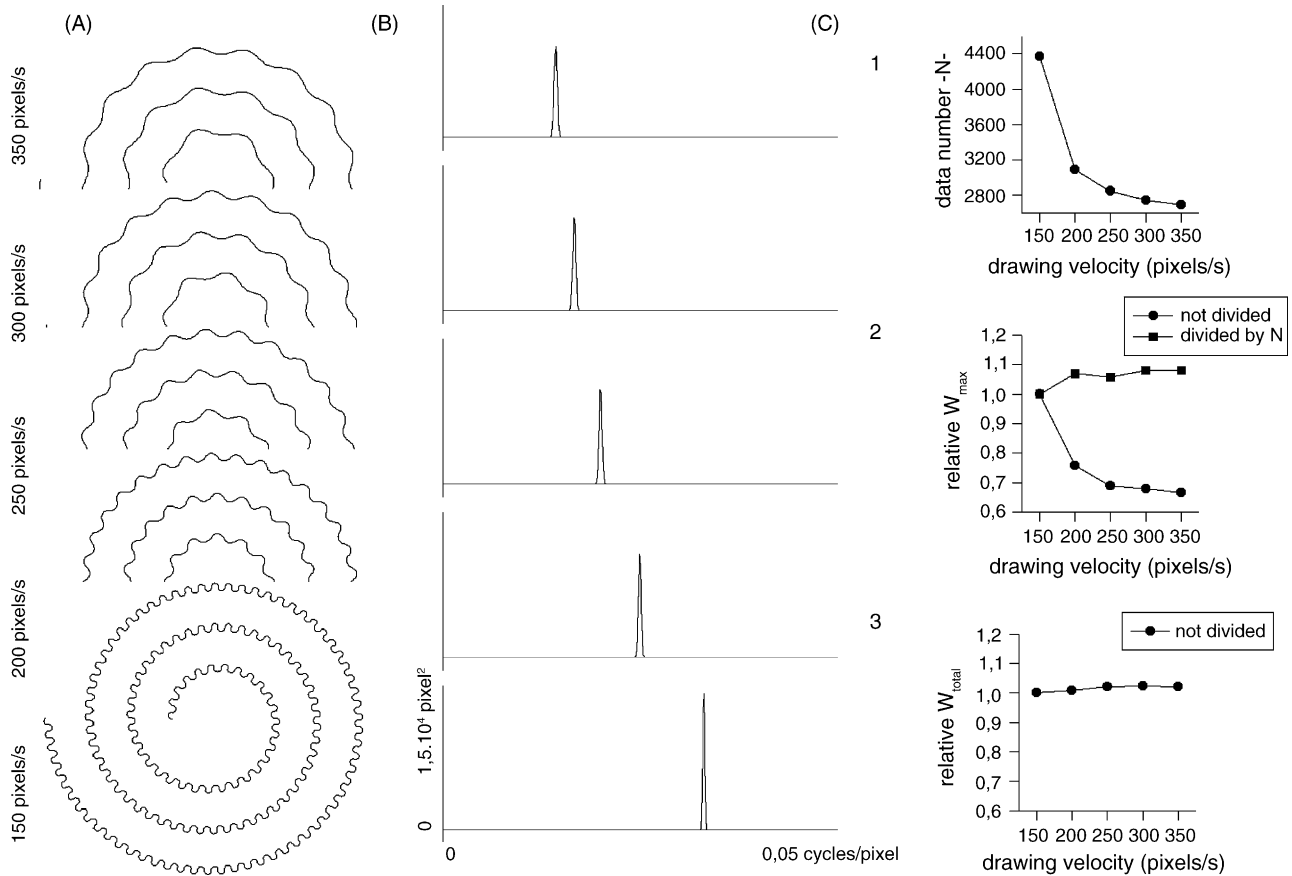 (A)
(B)
(C)
350 pixels/s
300 pixels/s
250 pixels/s
200 pixels/s
150 pixels/s
1,5.10⁴ pixel²
0
0
0,05 cycles/pixel
1
data number -N-
4400
4000
3600
3200
2800
150 200 250 300 350
drawing velocity (pixels/s)
2
not divided
divided by N
relative Wmax
1,2
1,1
1,0
0,9
0,8
0,7
0,6
150 200 250 300 350
drawing velocity (pixels/s)
3
not divided
relative Wtotal
1,2
1,1
1,0
0,9
0,8
0,7
0,6
150 200 250 300 350
drawing velocity (pixels/s)